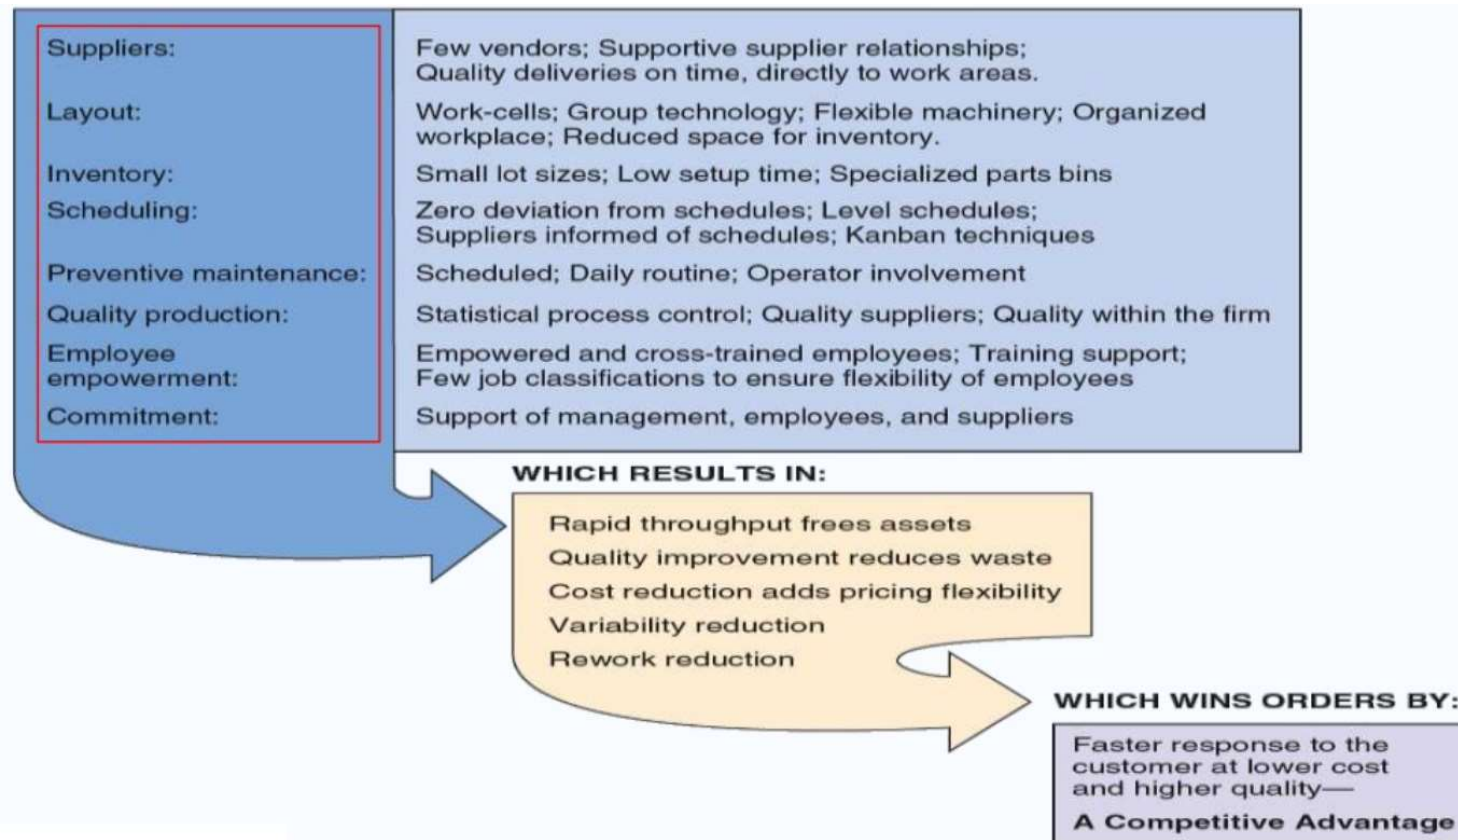 Suppliers: Few vendors; Supportive supplier relationships;
Quality deliveries on time, directly to work areas.
Layout: Work-cells; Group technology; Flexible machinery; Organized
workplace; Reduced space for inventory.
Inventory: Small lot sizes; Low setup time; Specialized parts bins
Scheduling: Zero deviation from schedules; Level schedules;
Suppliers informed of schedules; Kanban techniques
Preventive maintenance: Scheduled; Daily routine; Operator involvement
Quality production: Statistical process control; Quality suppliers; Quality within the firm
Employee Empowered and cross-trained employees; Training support;
empowerment: Few job classifications to ensure flexibility of employees
Commitment: Support of management, employees, and suppliers
WHICH RESULTS IN:
Rapid throughput frees assets
Quality improvement reduces waste
Cost reduction adds pricing flexibility
Variability reduction
Rework reduction
WHICH WINS ORDERS BY:
Faster response to the
customer at lower cost
and higher quality—
A Competitive Advantage